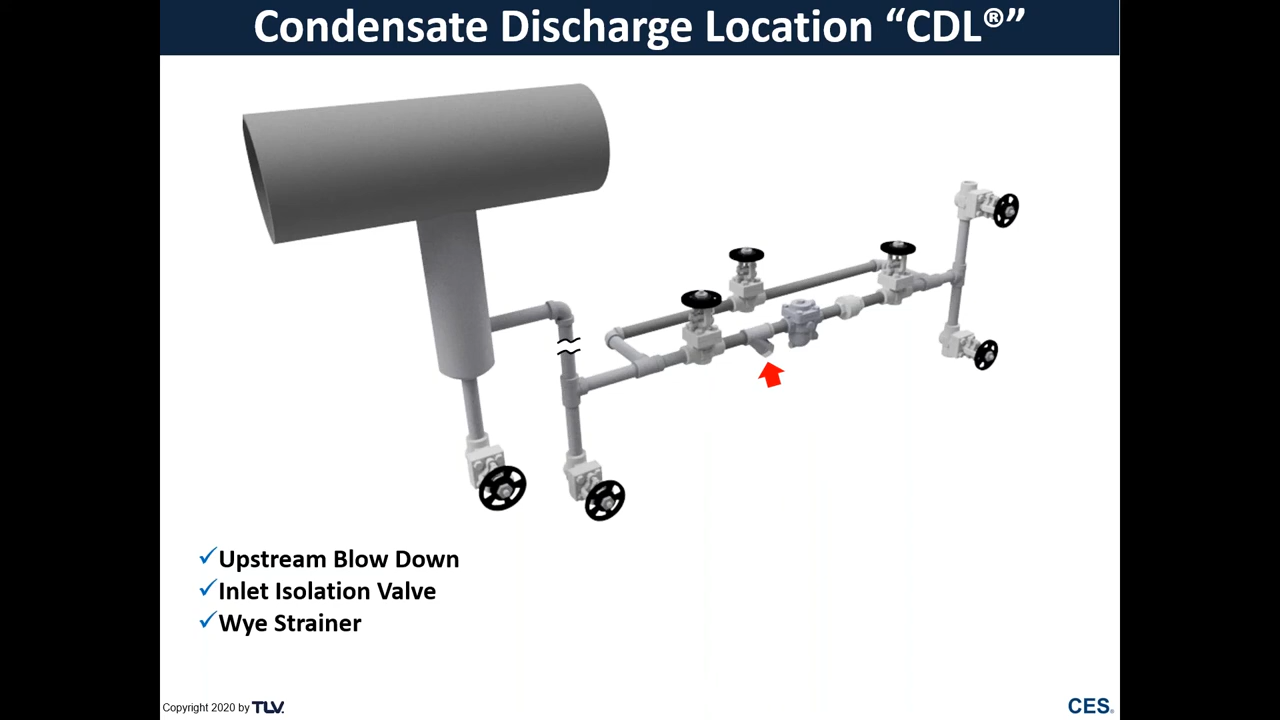 Condensate Discharge Location “CDL®”
✓Upstream Blow Down
✓Inlet Isolation Valve
✓Wye Strainer
Copyright 2020 by TLV.
CES®